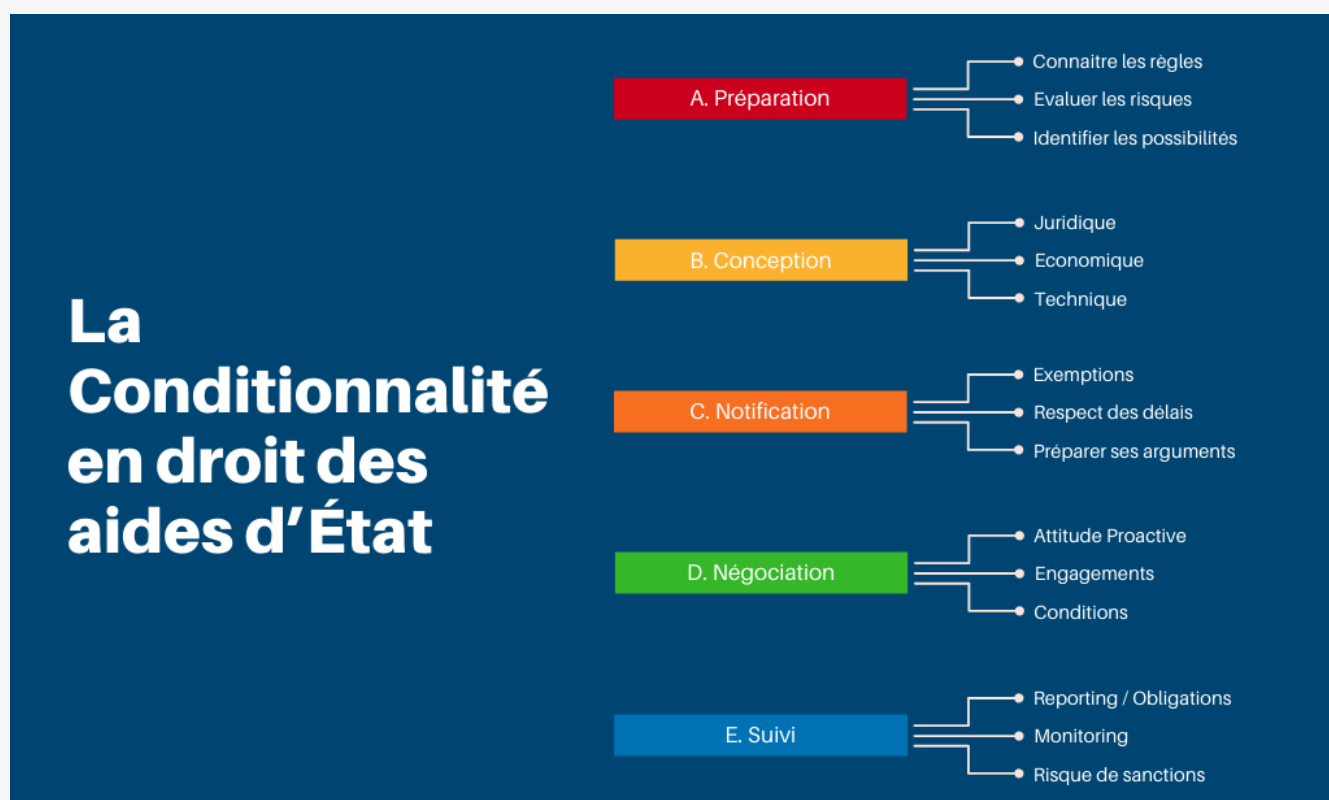 La
Conditionnalité
en droit des
aides d'État
A. Préparation
Connaitre les règles
Evaluer les risques
Identifier les possibilités
B. Conception
Juridique
Economique
Technique
C. Notification
Exemptions
Respect des délais
Préparer ses arguments
D. Négociation
Attitude Proactive
Engagements
Conditions
E. Suivi
Reporting / Obligations
Monitoring
Risque de sanctions